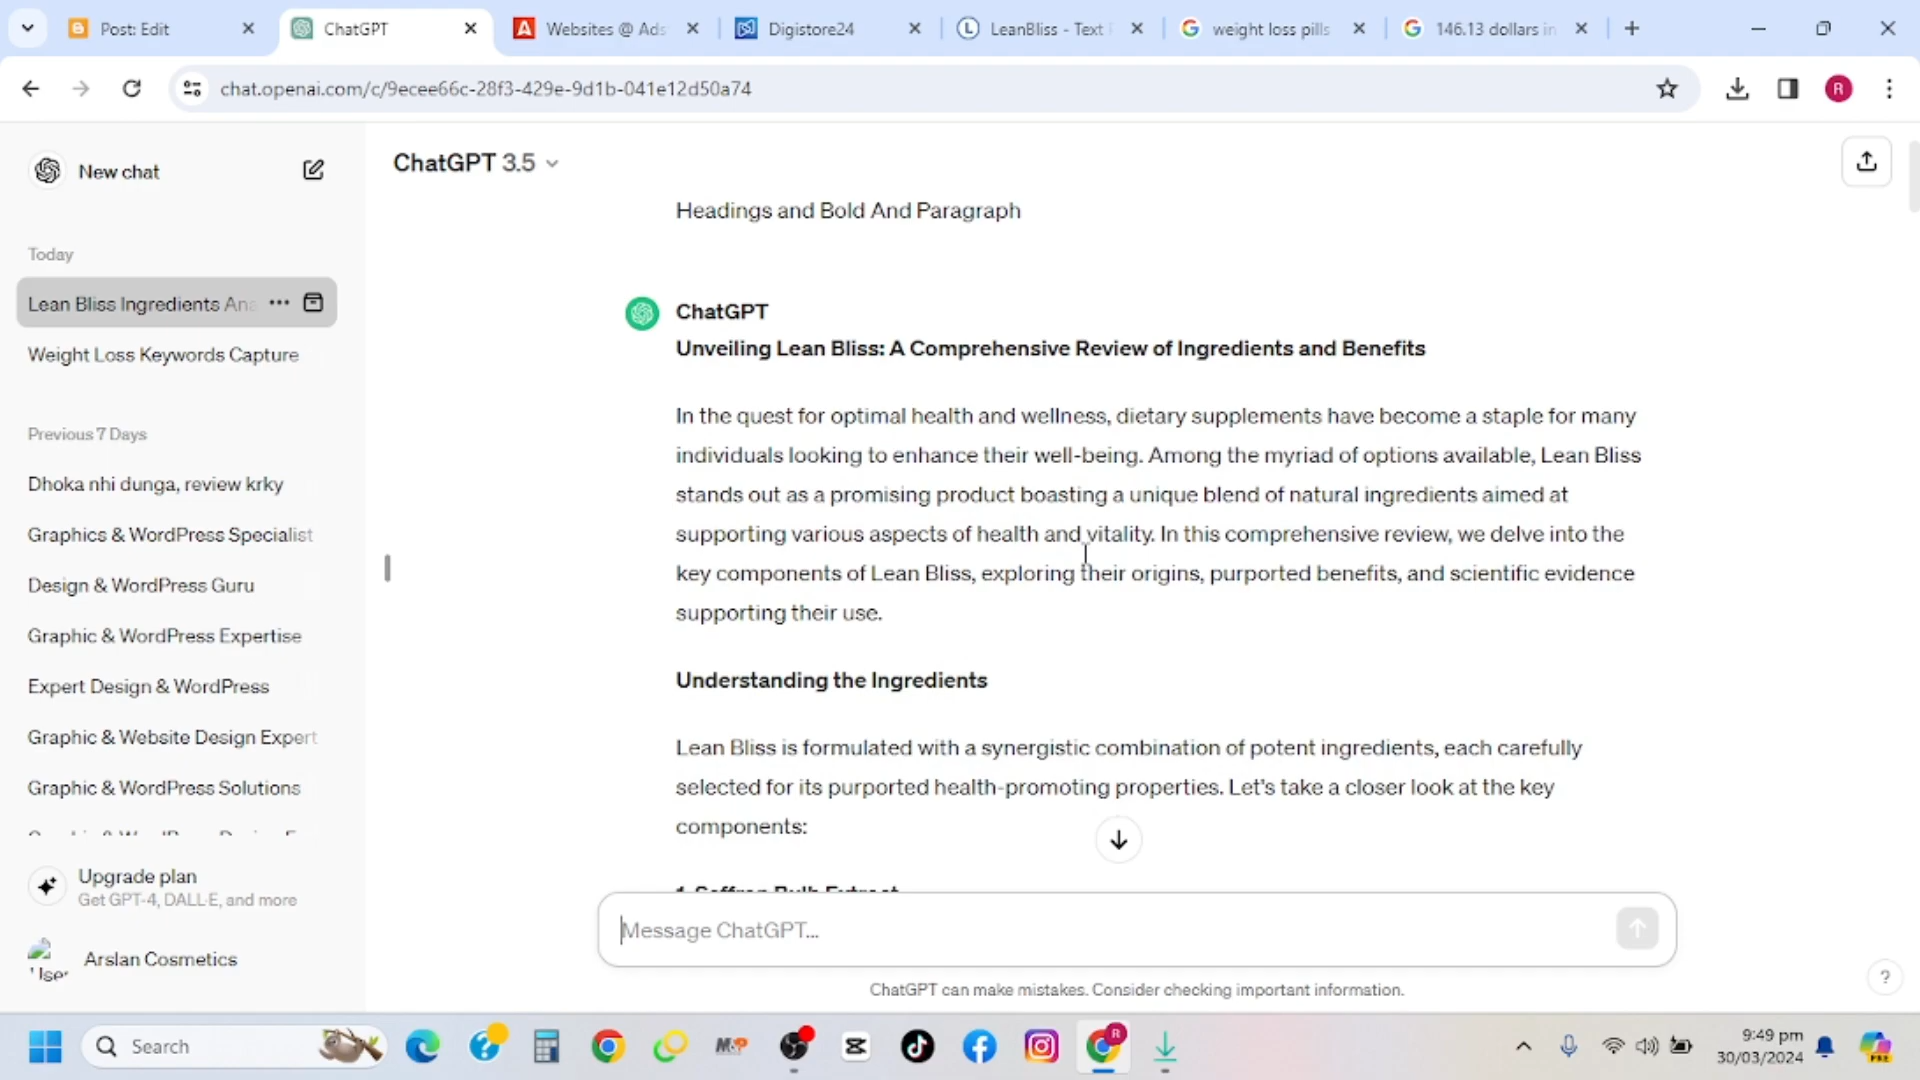 Post: Edit
ChatGPT
Websites @ Ads
Digistore24
LeanBliss - Text
weight loss pills
146.13 dollars in
chat.openai.com/c/9ecee66c-28f3-429e-9d1b-041e12d50a74
R
New chat
ChatGPT 3.5
Today
Lean Bliss Ingredients Ana
Weight Loss Keywords Capture
Previous 7 Days
Dhoka nhi dunga, review krky
Graphics & WordPress Specialist
Design & WordPress Guru
Graphic & WordPress Expertise
Expert Design & WordPress
Graphic & Website Design Expert
Graphic & WordPress Solutions
Upgrade plan
Get GPT-4, DALL·E, and more
User
Arslan Cosmetics
Headings and Bold And Paragraph
ChatGPT
Unveiling Lean Bliss: A Comprehensive Review of Ingredients and Benefits
In the quest for optimal health and wellness, dietary supplements have become a staple for many
individuals looking to enhance their well-being. Among the myriad of options available, Lean Bliss
stands out as a promising product boasting a unique blend of natural ingredients aimed at
supporting various aspects of health and vitality. In this comprehensive review, we delve into the
key components of Lean Bliss, exploring their origins, purported benefits, and scientific evidence
supporting their use.
Understanding the Ingredients
Lean Bliss is formulated with a synergistic combination of potent ingredients, each carefully
selected for its purported health-promoting properties. Let's take a closer look at the key
components:
1. Saffron Bulb Extract
Message ChatGPT...
ChatGPT can make mistakes. Consider checking important information.
?
Search
R
9:49 pm
30/03/2024
PRE